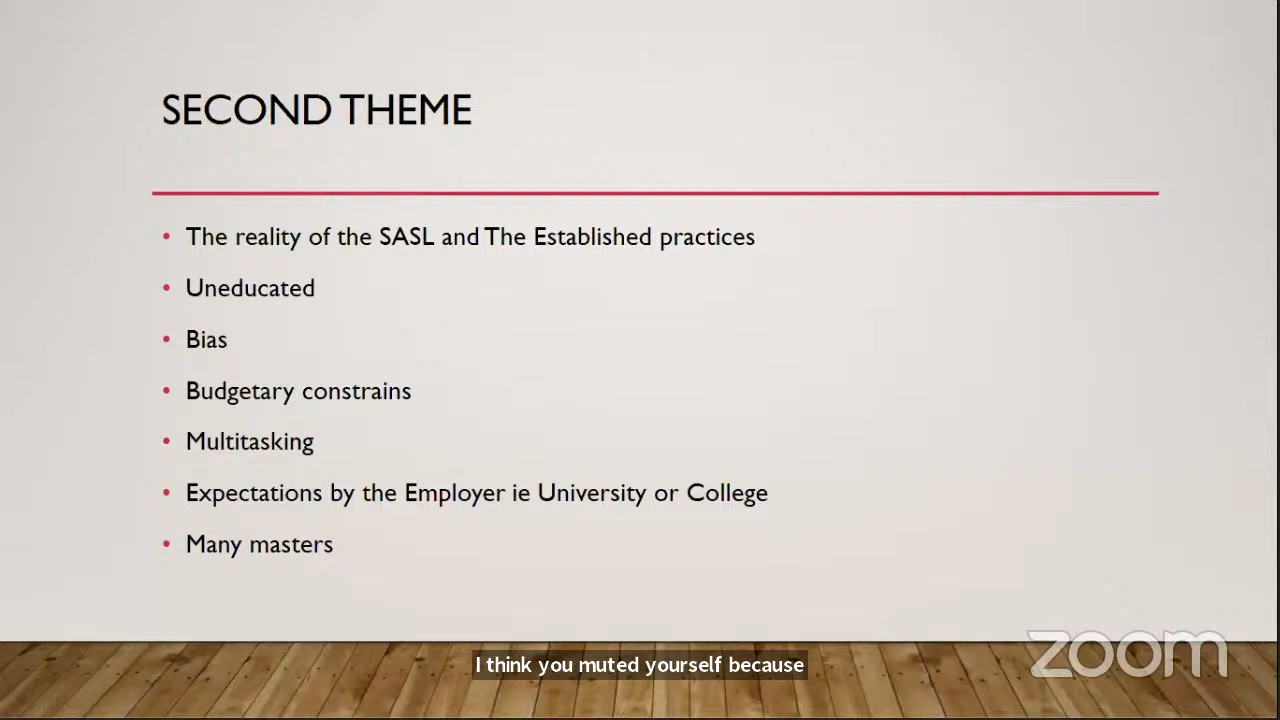 SECOND THEME
• The reality of the SASL and The Established practices
• Uneducated
• Bias
• Budgetary constrains
• Multitasking
• Expectations by the Employer ie University or College
• Many masters
I think you muted yourself because
zoom